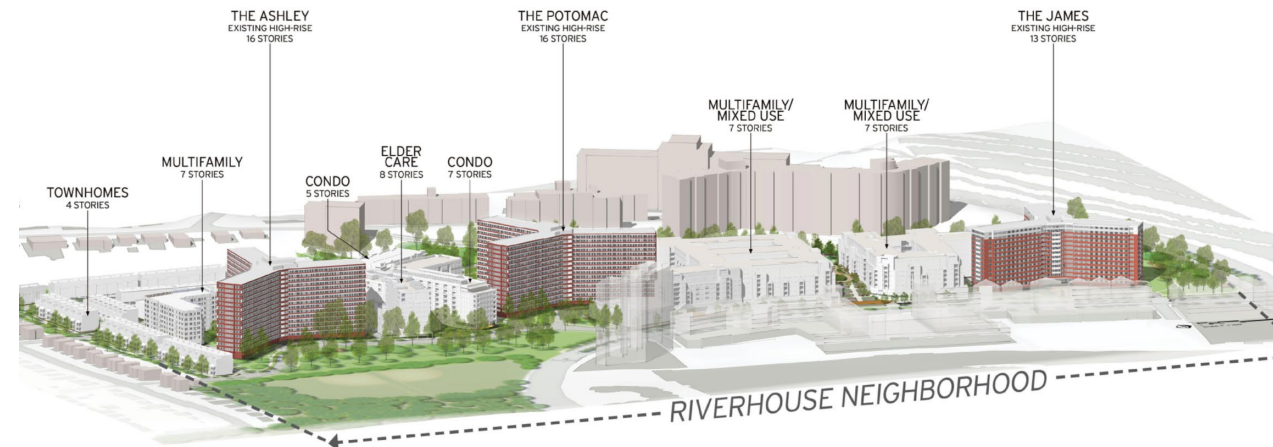 THE ASHLEY
EXISTING HIGH-RISE
16 STORIES
THE POTOMAC
EXISTING HIGH-RISE
16 STORIES
THE JAMES
EXISTING HIGH-RISE
13 STORIES
MULTIFAMILY/
MIXED USE
7 STORIES
MULTIFAMILY/
MIXED USE
7 STORIES
ELDER
CARE
8 STORIES
CONDO
7 STORIES
MULTIFAMILY
7 STORIES
CONDO
5 STORIES
TOWNHOMES
4 STORIES
RIVERHOUSE NEIGHBORHOOD